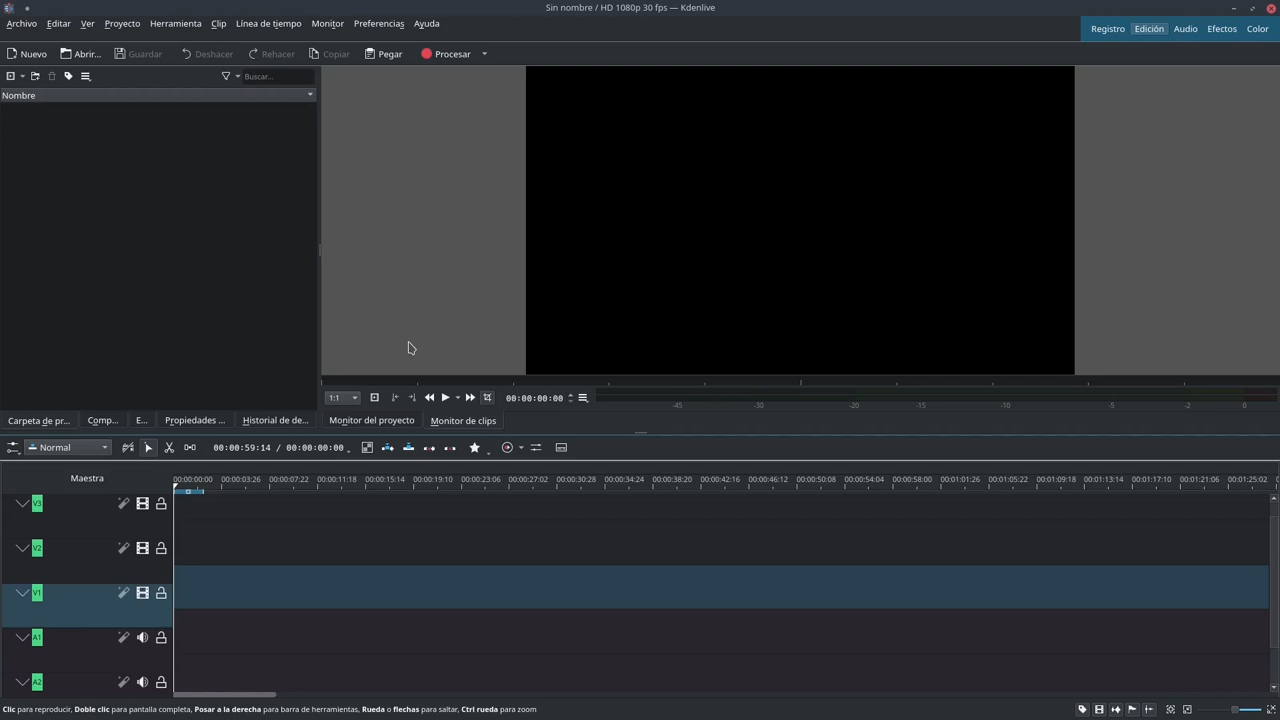 Sin nombre / HD 1080p 30 fps — Kdenlive
Archivo Editar Ver Proyecto Herramienta Clip Línea de tiempo Monitor Preferencias Ayuda
Registro Edición Audio Efectos Color
Nuevo Abrir... Guardar Deshacer Rehacer Copiar Pegar Procesar
Buscar...
Nombre
1:1 00:00:00:00
-45 -30 -20 -15 -10 -5 -2 0
Carpeta de pr... Comp... E... Propiedades ... Historial de de... Monitor del proyecto Monitor de clips
Normal 00:00:59:14 / 00:00:00:00
Maestra
00:00:00:00 00:00:03:26 00:00:07:22 00:00:11:18 00:00:15:14 00:00:19:10 00:00:23:06 00:00:27:02 00:00:30:28 00:00:34:24 00:00:38:20 00:00:42:16 00:00:46:12 00:00:50:08 00:00:54:04 00:00:58:00 00:01:01:26 00:01:05:22 00:01:09:18 00:01:13:14 00:01:17:10 00:01:21:06 00:01:25:02
V3
V2
V1
A1
A2
Clic para reproducir, Doble clic para pantalla completa, Posar a la derecha para barra de herramientas, Rueda o flechas para saltar, Ctrl rueda para zoom